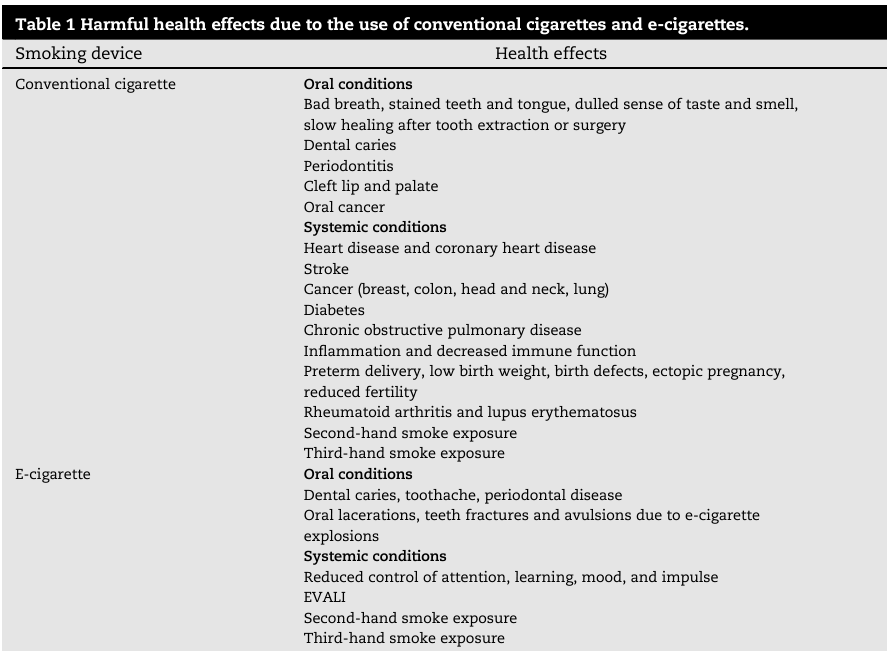 Table 1 Harmful health effects due to the use of conventional cigarettes and e-cigarettes.
Smoking device Health effects
Conventional cigarette Oral conditions
Bad breath, stained teeth and tongue, dulled sense of taste and smell,
slow healing after tooth extraction or surgery
Dental caries
Periodontitis
Cleft lip and palate
Oral cancer
Systemic conditions
Heart disease and coronary heart disease
Stroke
Cancer (breast, colon, head and neck, lung)
Diabetes
Chronic obstructive pulmonary disease
Inflammation and decreased immune function
Preterm delivery, low birth weight, birth defects, ectopic pregnancy,
reduced fertility
Rheumatoid arthritis and lupus erythematosus
Second-hand smoke exposure
Third-hand smoke exposure
E-cigarette Oral conditions
Dental caries, toothache, periodontal disease
Oral lacerations, teeth fractures and avulsions due to e-cigarette
explosions
Systemic conditions
Reduced control of attention, learning, mood, and impulse
EVALI
Second-hand smoke exposure
Third-hand smoke exposure